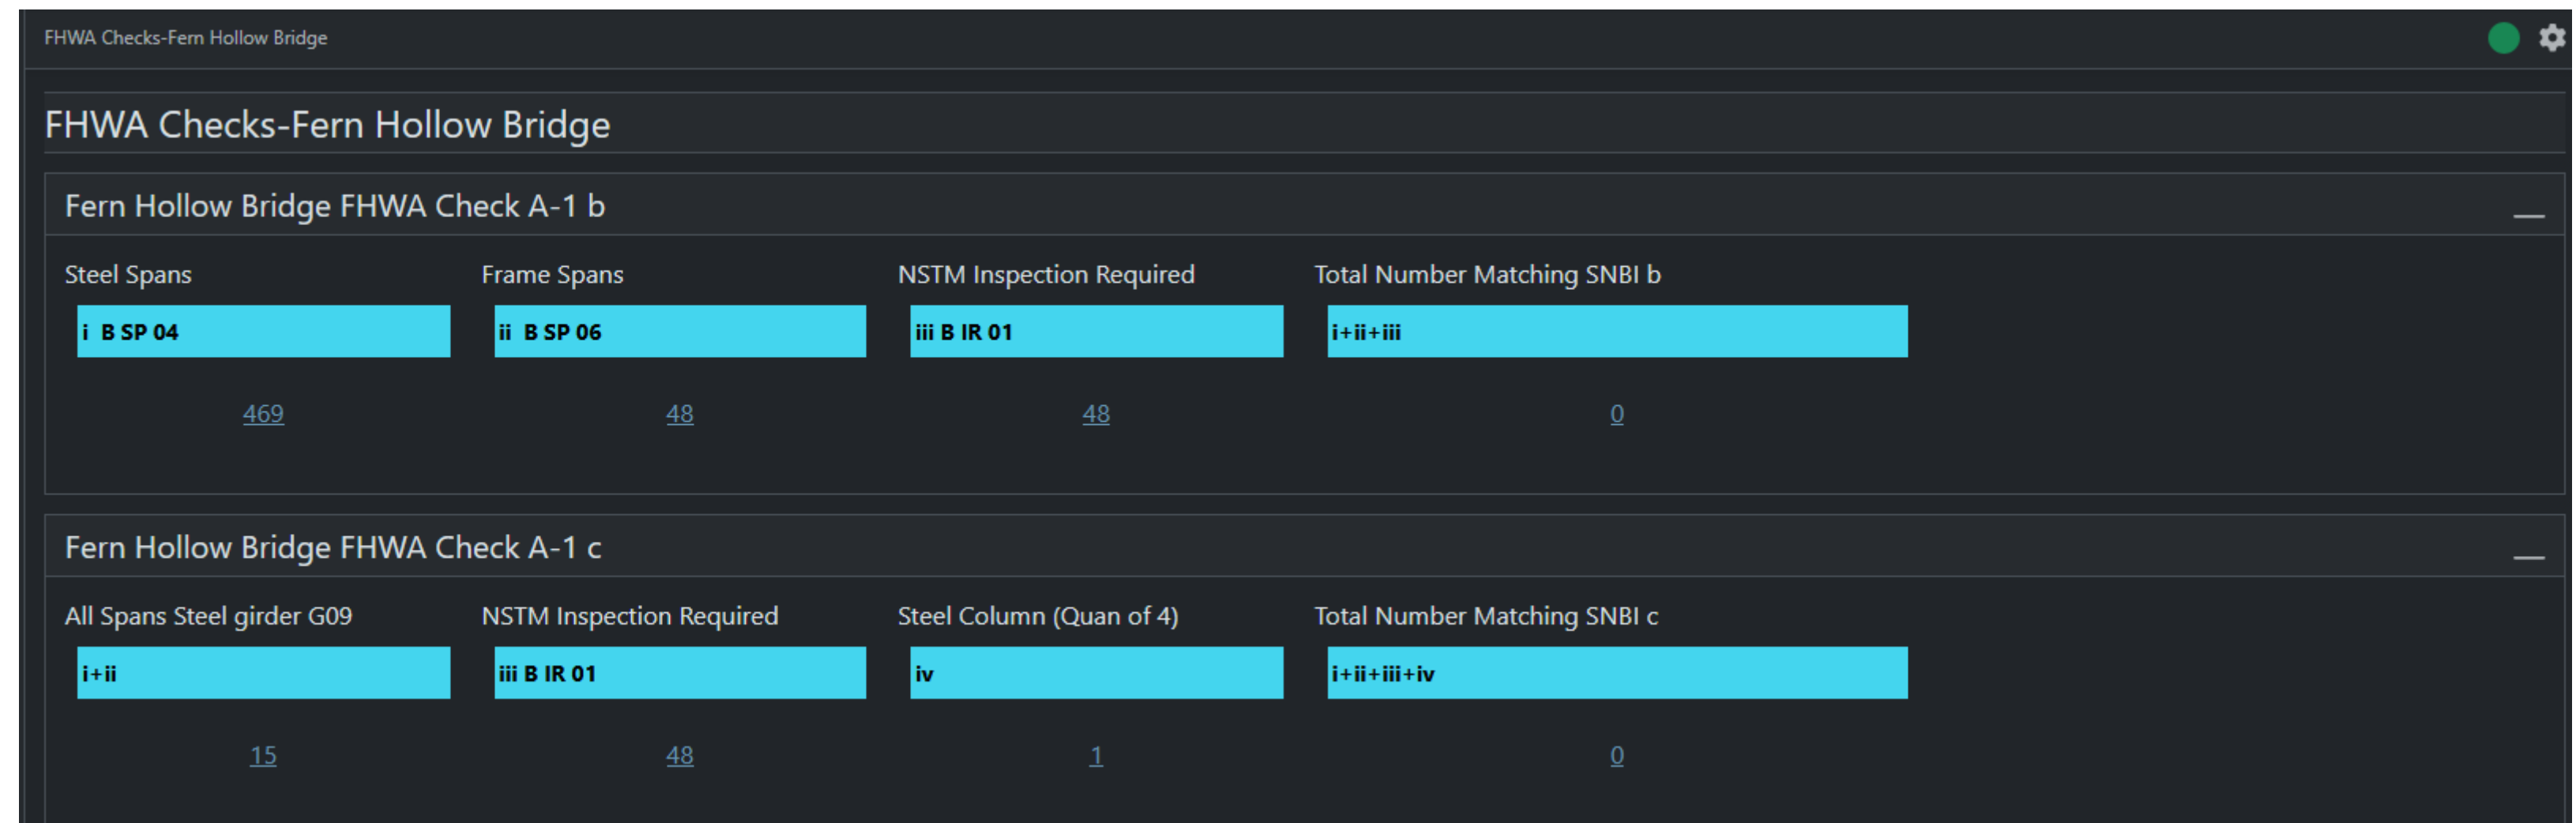 FHWA Checks-Fern Hollow Bridge
FHWA Checks-Fern Hollow Bridge
Fern Hollow Bridge FHWA Check A-1 b
Steel Spans Frame Spans NSTM Inspection Required Total Number Matching SNBI b
i B SP 04 ii B SP 06 iii B IR 01 i+ii+iii
469 48 48 0
Fern Hollow Bridge FHWA Check A-1 c
All Spans Steel girder G09 NSTM Inspection Required Steel Column (Quan of 4) Total Number Matching SNBI c
i+ii iii B IR 01 iv i+ii+iii+iv
15 48 1 0